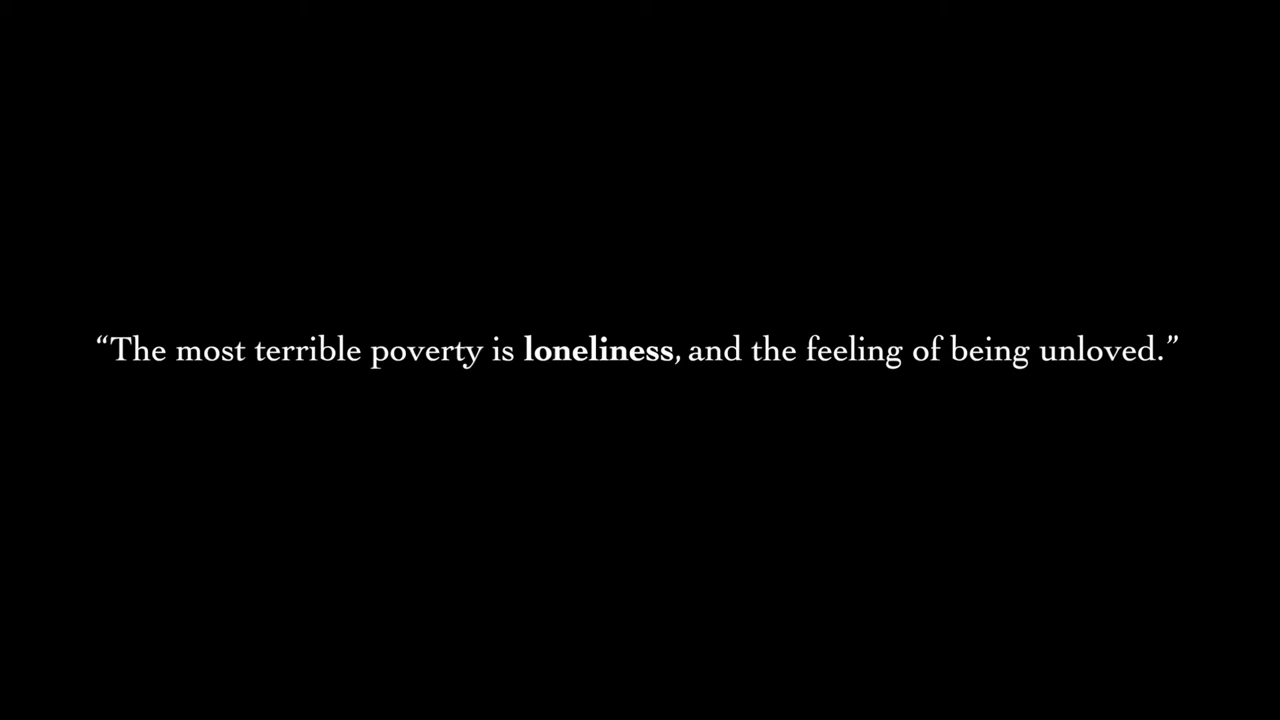 “The most terrible poverty is loneliness, and the feeling of being unloved.”